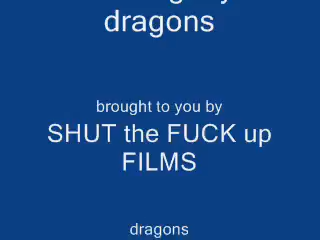 dragons
brought to you by
SHUT the FUCK up
FILMS
dragons